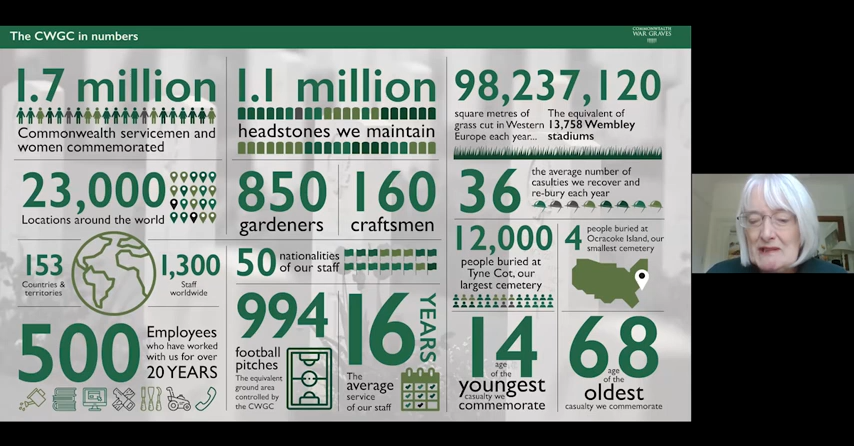 The CWGC in numbers
COMMONWEALTH
WAR GRAVES
1.7 million
Commonwealth servicemen and
women commemorated
1.1 million
headstones we maintain
98,237,120
square metres of
grass cut in Western
Europe each year...
The equivalent of
13,758 Wembley
stadiums
23,000
Locations around the world
850
gardeners
160
craftsmen
36
the average number of
casulties we recover and
re-bury each year
153
Countries &
territories
1,300
Staff
worldwide
50
nationalities
of our staff
12,000
people buried at
Tyne Cot, our
largest cemetery
4
people buried at
Ocracoke Island, our
smallest cemetery
500
Employees
who have worked
with us for over
20 YEARS
994
football
pitches
The equivalent
ground area
controlled by
the CWGC
16
YEARS
The
average
service
of our staff
14
age
of the
youngest
casualty we
commemorate
68
age
of the
oldest
casualty we commemorate